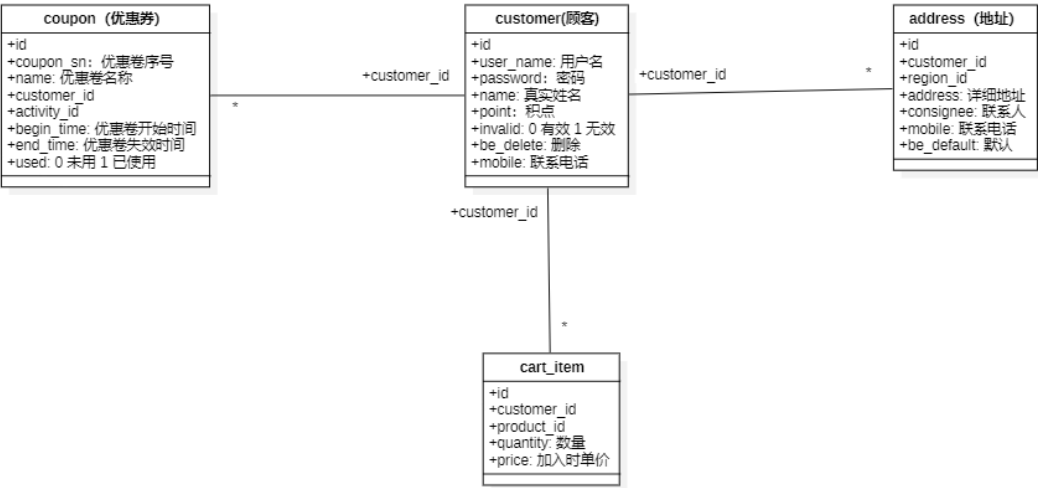 coupon（优惠劵）
+id
+coupon_sn：优惠卷序号
+name: 优惠卷名称
+customer_id
+activity_id
+begin_time: 优惠卷开始时间
+end_time: 优惠卷失效时间
+used: 0 未用 1 已使用
+customer_id
*
customer(顾客)
+id
+user_name: 用户名
+password：密码
+name: 真实姓名
+point：积点
+invalid: 0 有效 1 无效
+be_delete: 删除
+mobile: 联系电话
+customer_id
*
address（地址）
+id
+customer_id
+region_id
+address: 详细地址
+consignee: 联系人
+mobile: 联系电话
+be_default: 默认
+customer_id
*
cart_item
+id
+customer_id
+product_id
+quantity: 数量
+price: 加入时单价